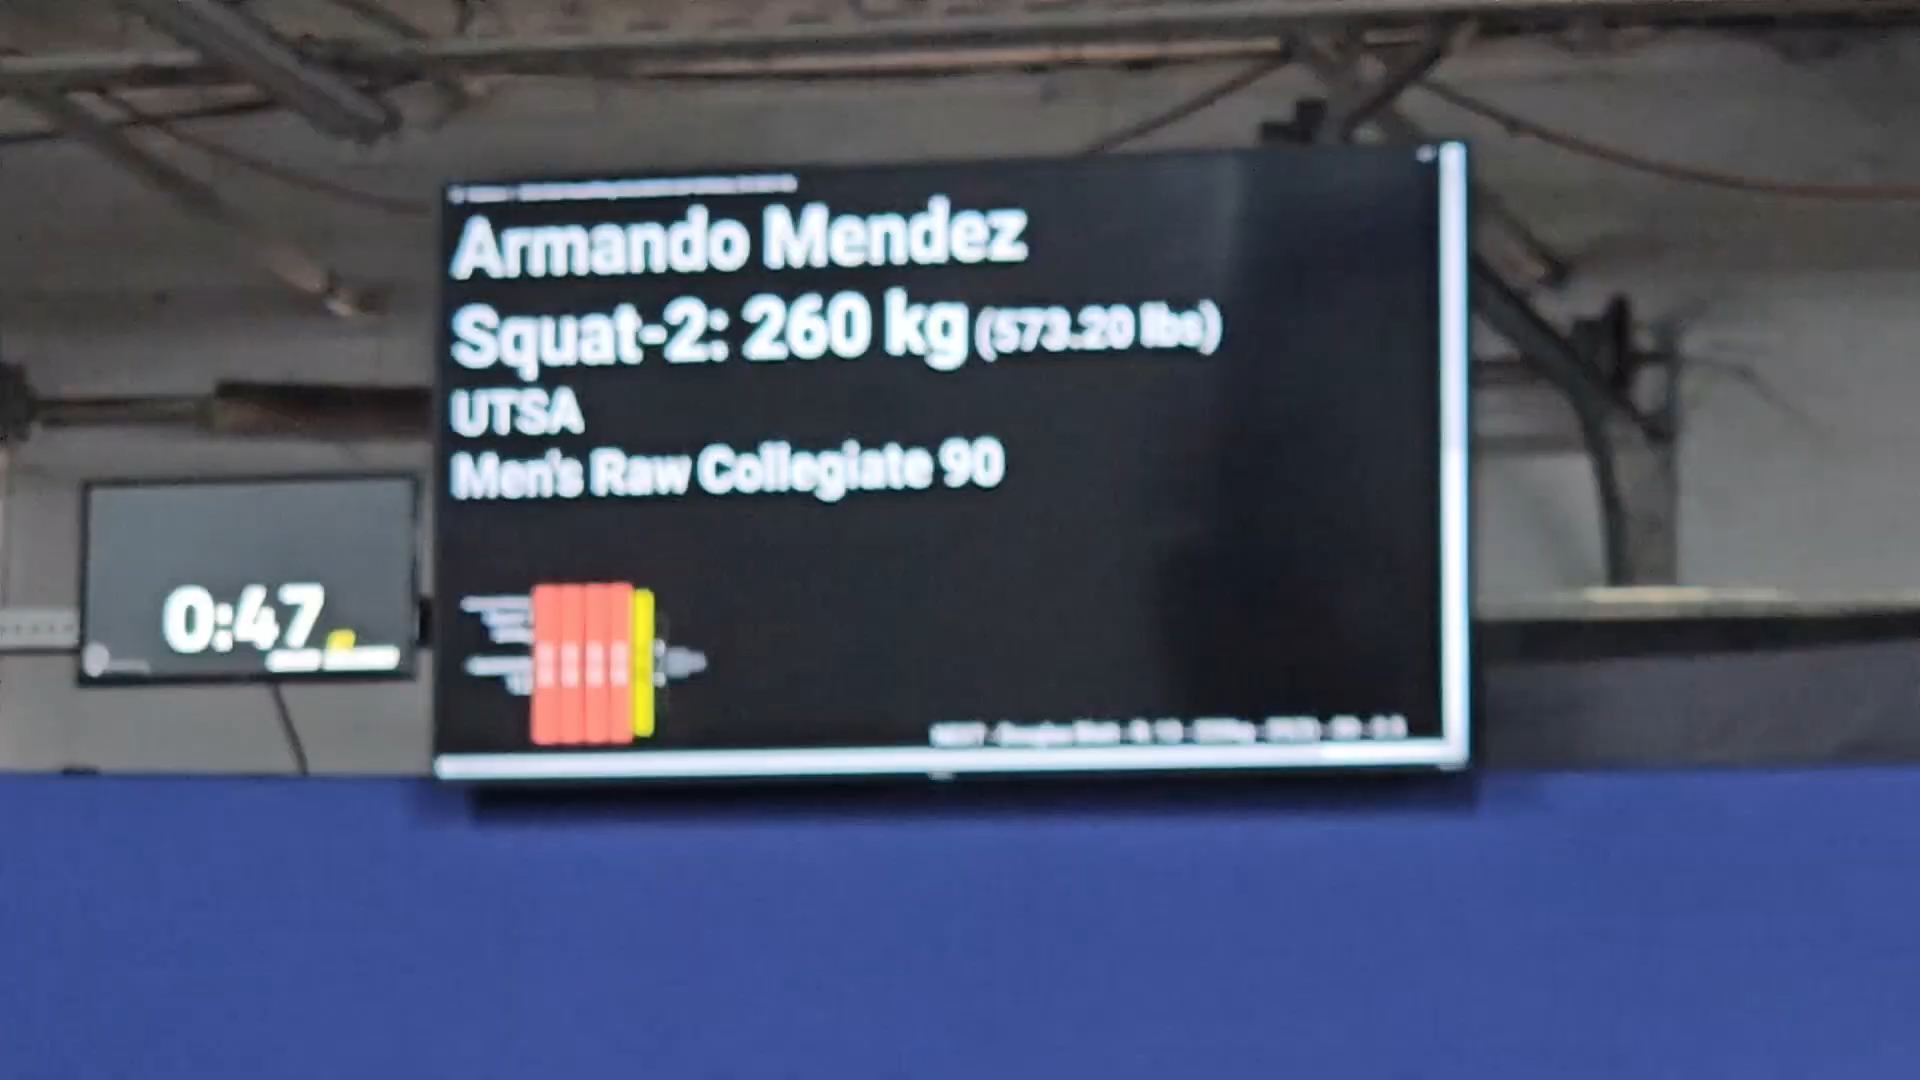 Armando Mendez
Squat-2: 260 kg (573.20 lbs)
UTSA
Men's Raw Collegiate 90
0:47